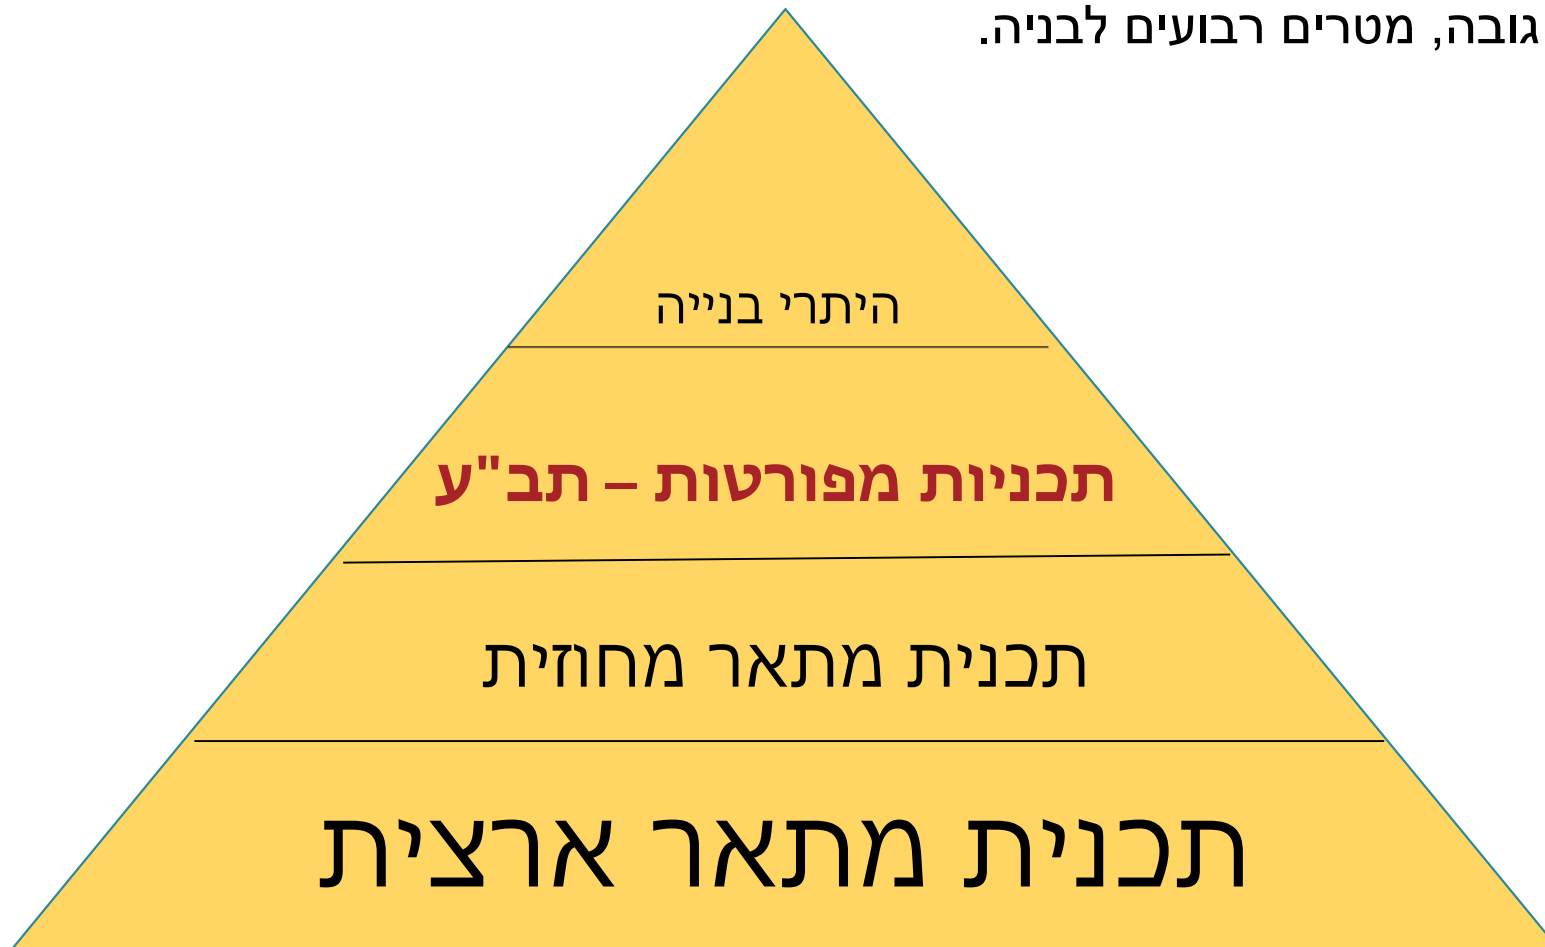 גובה, מטרים רבועים לבניה.
היתרי בנייה
תכניות מפורטות – תב"ע
תכנית מתאר מחוזית
תכנית מתאר ארצית